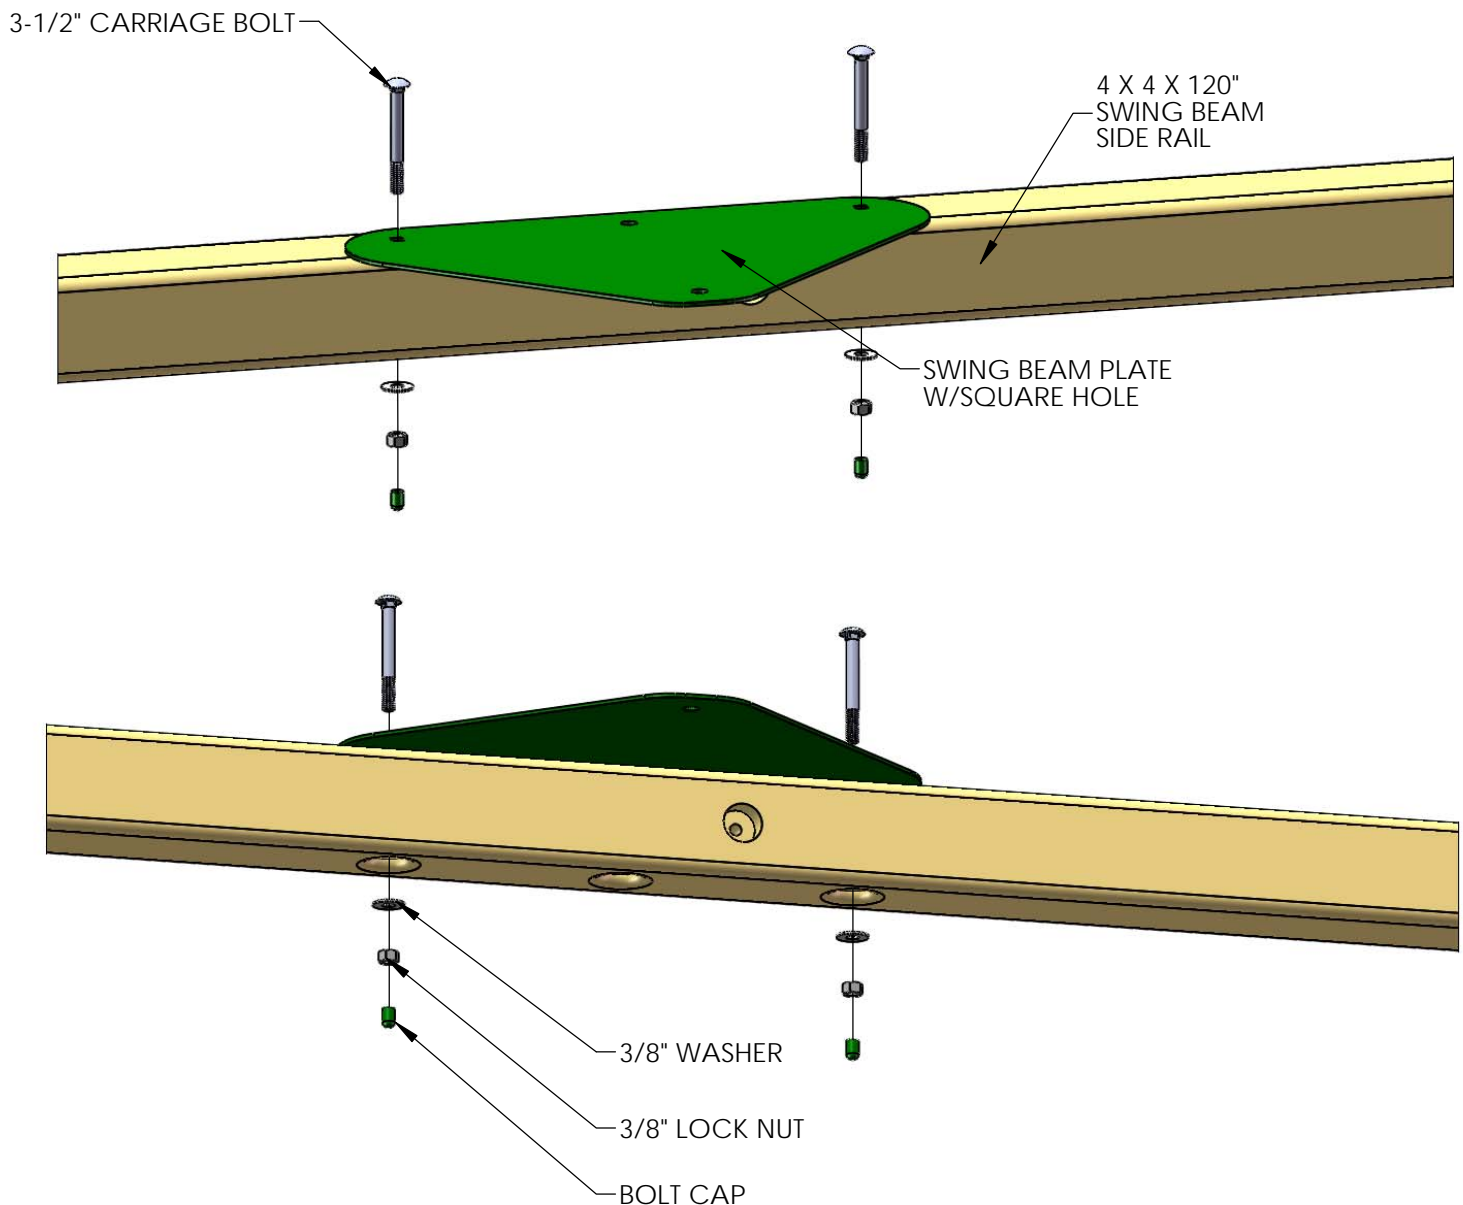 3-1/2" CARRIAGE BOLT
4 X 4 X 120"
SWING BEAM
SIDE RAIL
SWING BEAM PLATE
W/SQUARE HOLE
3/8" WASHER
3/8" LOCK NUT
BOLT CAP